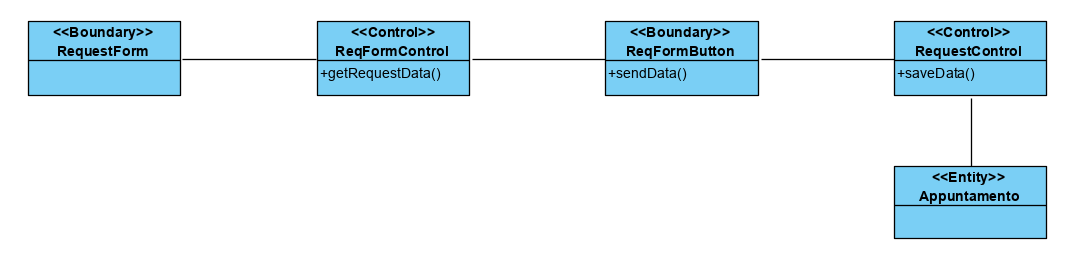 <<Boundary>>
RequestForm
<<Control>>
ReqFormControl
+getRequestData()
<<Boundary>>
ReqFormButton
+sendData()
<<Control>>
RequestControl
+saveData()
<<Entity>>
Appuntamento